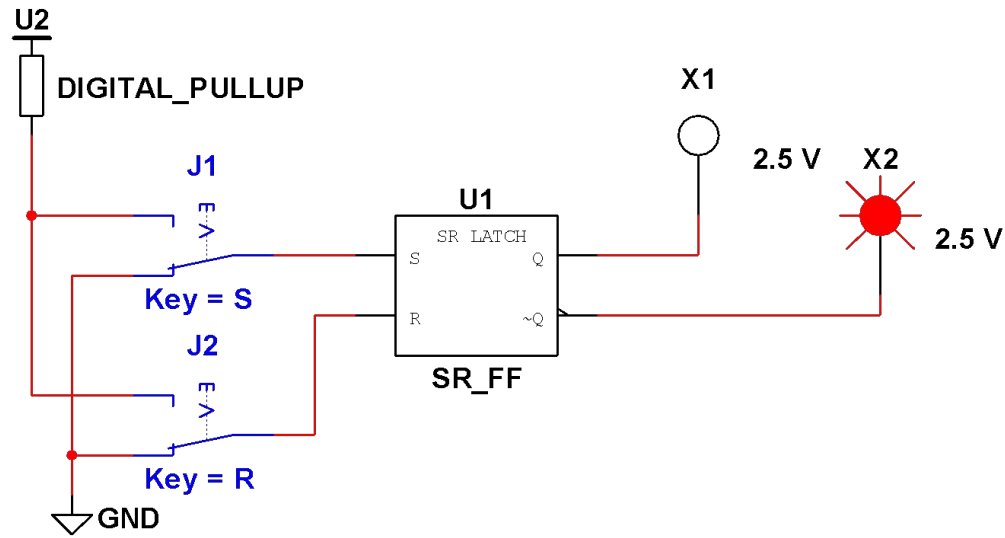 U2
DIGITAL_PULLUP
X1
2.5 V
X2
2.5 V
J1
Key = S
U1
SR LATCH
S
Q
R
~Q
SR_FF
J2
Key = R
GND